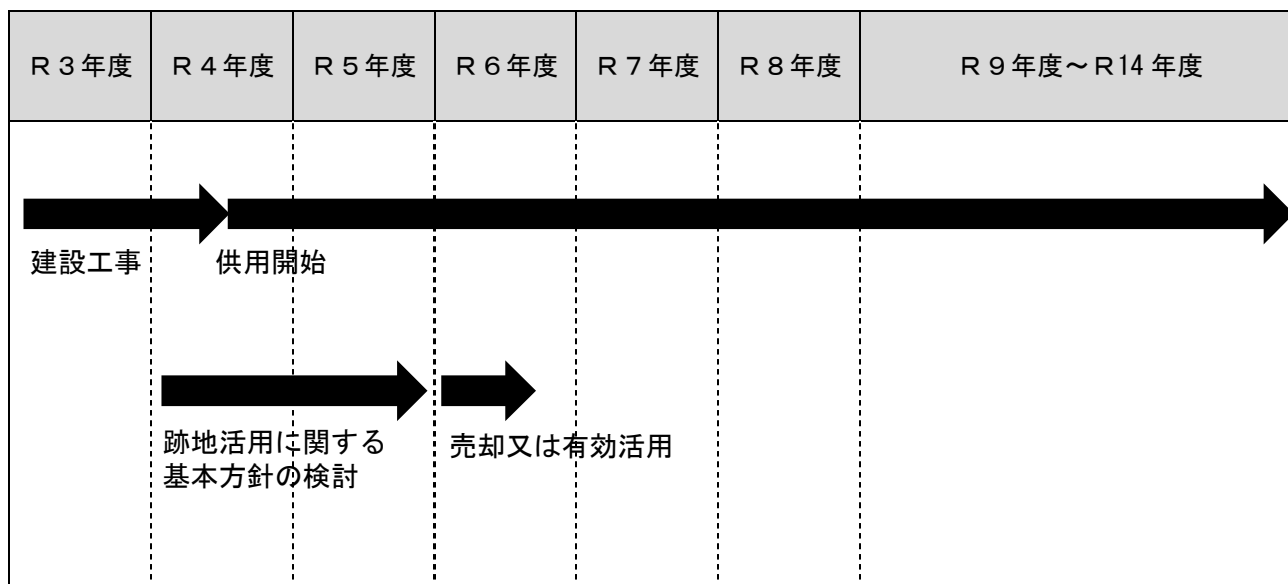 R３年度 R４年度 R５年度 R６年度 R７年度 R８年度 R９年度～R14年度
建設工事 供用開始
跡地活用に関する 売却又は有効活用
基本方針の検討